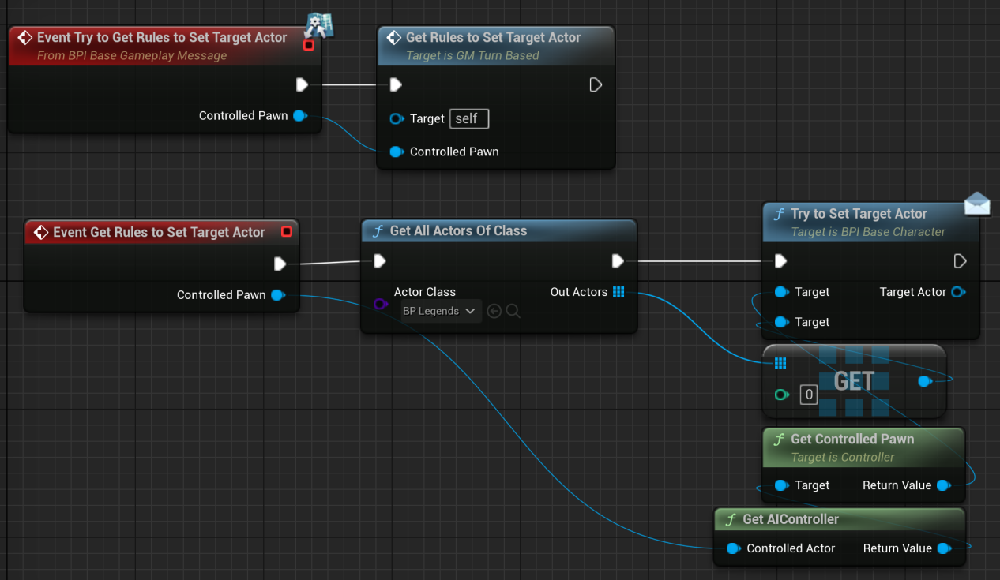 Event Try to Get Rules to Set Target Actor
From BPI Base Gameplay Message
Controlled Pawn
Get Rules to Set Target Actor
Target is GM Turn Based
Target self
Controlled Pawn
Event Get Rules to Set Target Actor
Controlled Pawn
f Get All Actors Of Class
Actor Class
BP Legends
Out Actors
f Try to Set Target Actor
Target is BPI Base Character
Target Target Actor
Target
GET
0
f Get Controlled Pawn
Target is Controller
Target Return Value
f Get AIController
Controlled Actor Return Value